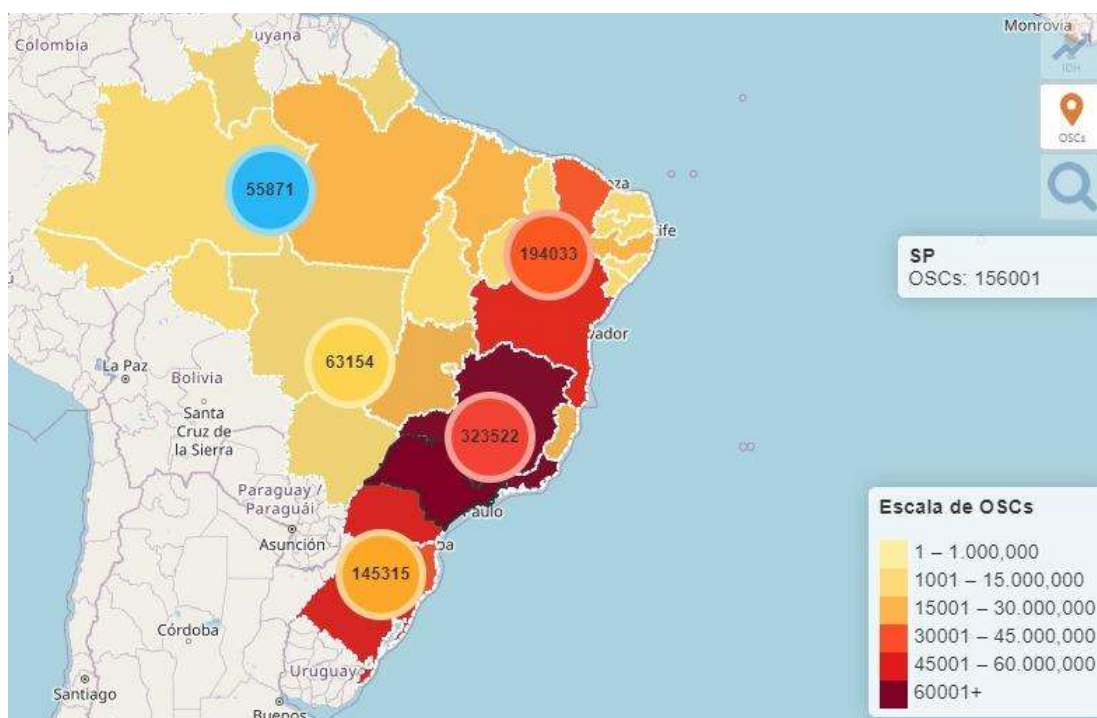 Monrovia
Colombia
uyana
IDH
OSCs
55871
oza
ife
194033
SP
OSCs: 156001
vador
63154
La Paz
Bolivia
Santa
Cruz de
la Sierra
323522
Paraguay /
Paraguái
Paulo
Asunción
ba
145315
Córdoba
Uruguay
Santiago
Buenos
Escala de OSCs
1 – 1.000,000
1001 – 15.000,000
15001 – 30.000,000
30001 – 45.000,000
45001 – 60.000,000
60001+